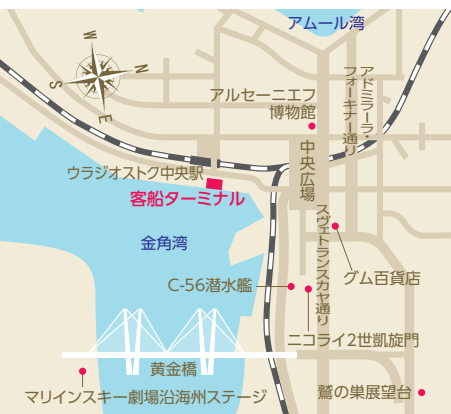 アムール湾
W
N
S
E
アルセーニエフ
博物館
アドミラーラ・
フォーキナー通り
中央広場
ウラジオストク中央駅
客船ターミナル
金角湾
スヴェトランスカヤ通り
グム百貨店
C-56潜水艦
ニコライ2世凱旋門
黄金橋
マリインスキー劇場沿海州ステージ
鷲の巣展望台